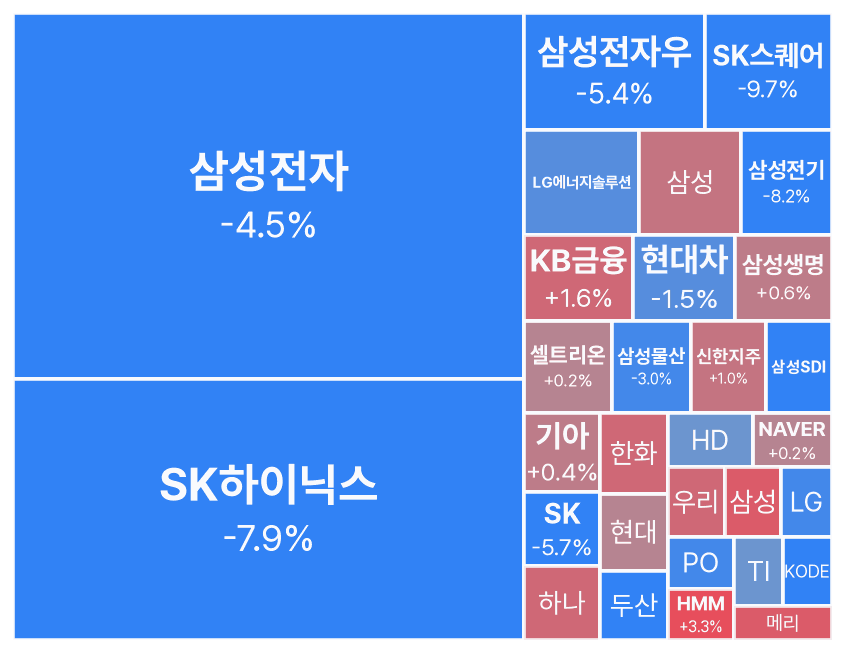 삼성전자
-4.5%
SK하이닉스
-7.9%
삼성전자우
-5.4%
SK스퀘어
-9.7%
LG에너지솔루션
삼성
삼성전기
-8.2%
KB금융
+1.6%
현대차
-1.5%
삼성생명
+0.6%
셀트리온
+0.2%
삼성물산
-3.0%
신한지주
+1.0%
삼성SDI
기아
+0.4%
한화
HD
NAVER
+0.2%
SK
-5.7%
현대
우리
삼성
LG
하나
두산
PO
TI
KODE
HMM
+3.3%
메리